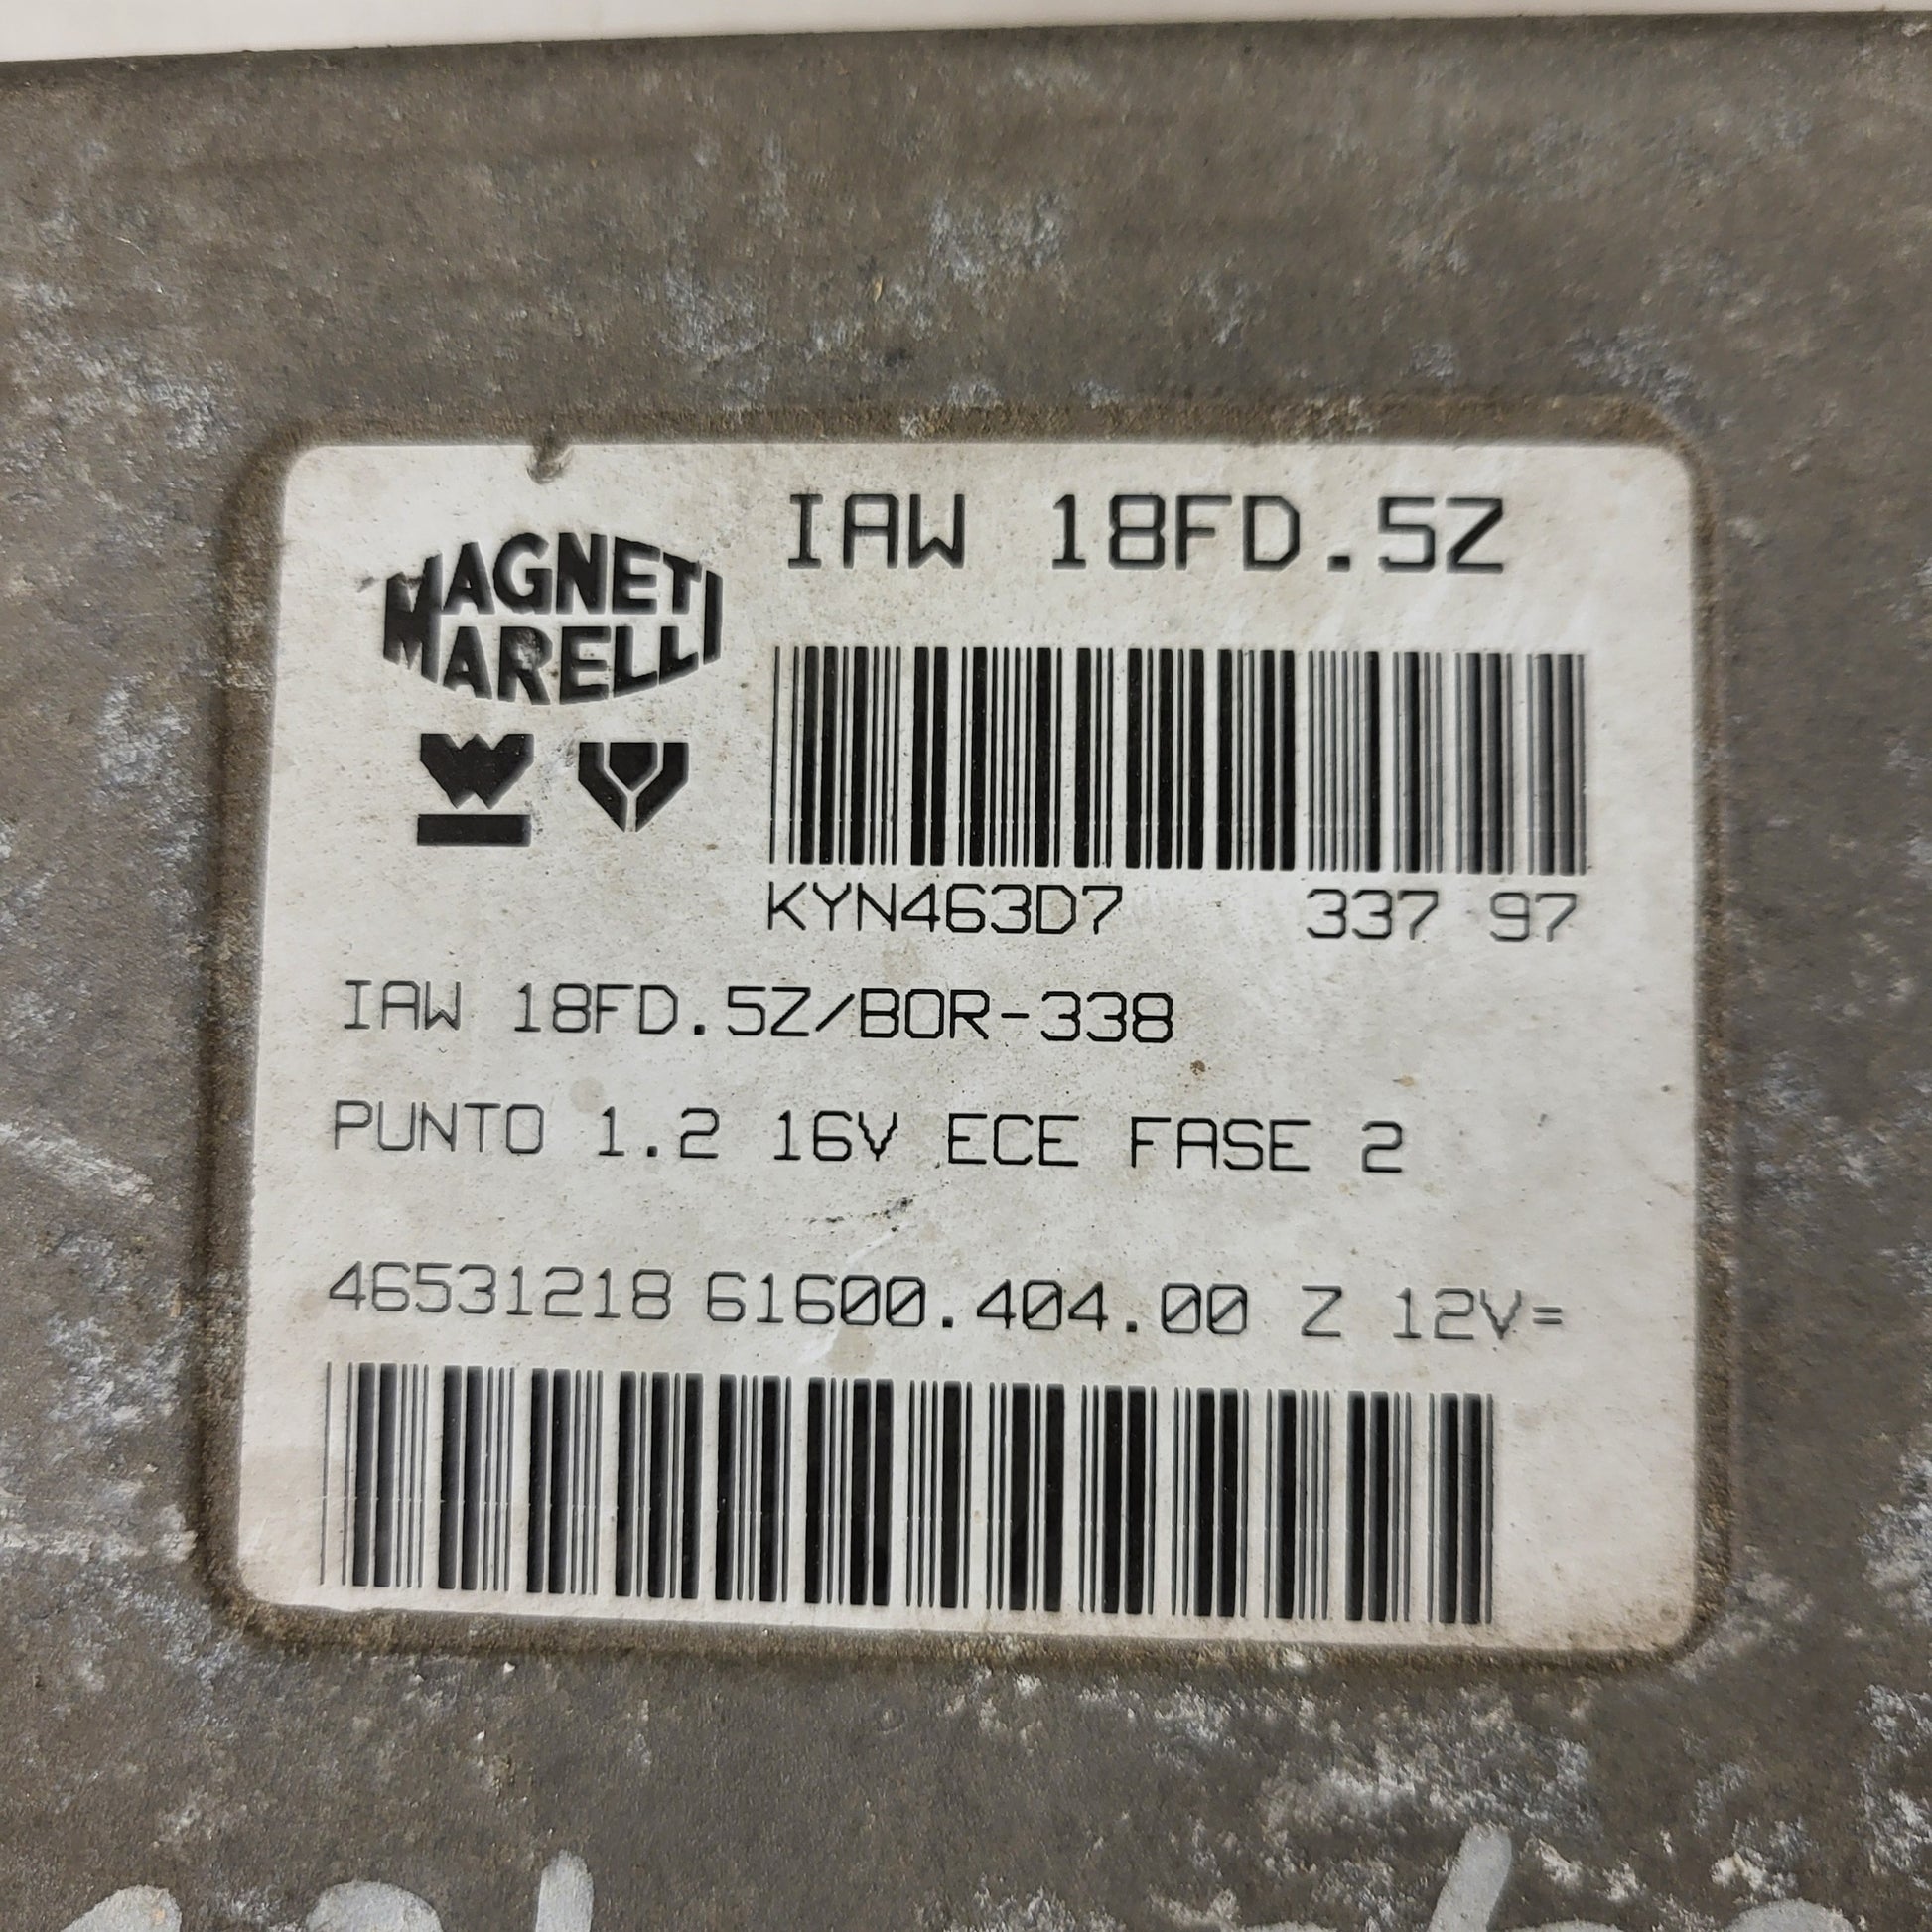 IAW 18FD.5Z
MAGNETI
MARELLI
KYN463D7 337 97
IAW 18FD.5Z/BOR-338
PUNTO 1.2 16V ECE FASE 2
46531218 61600.404.00 Z 12V=